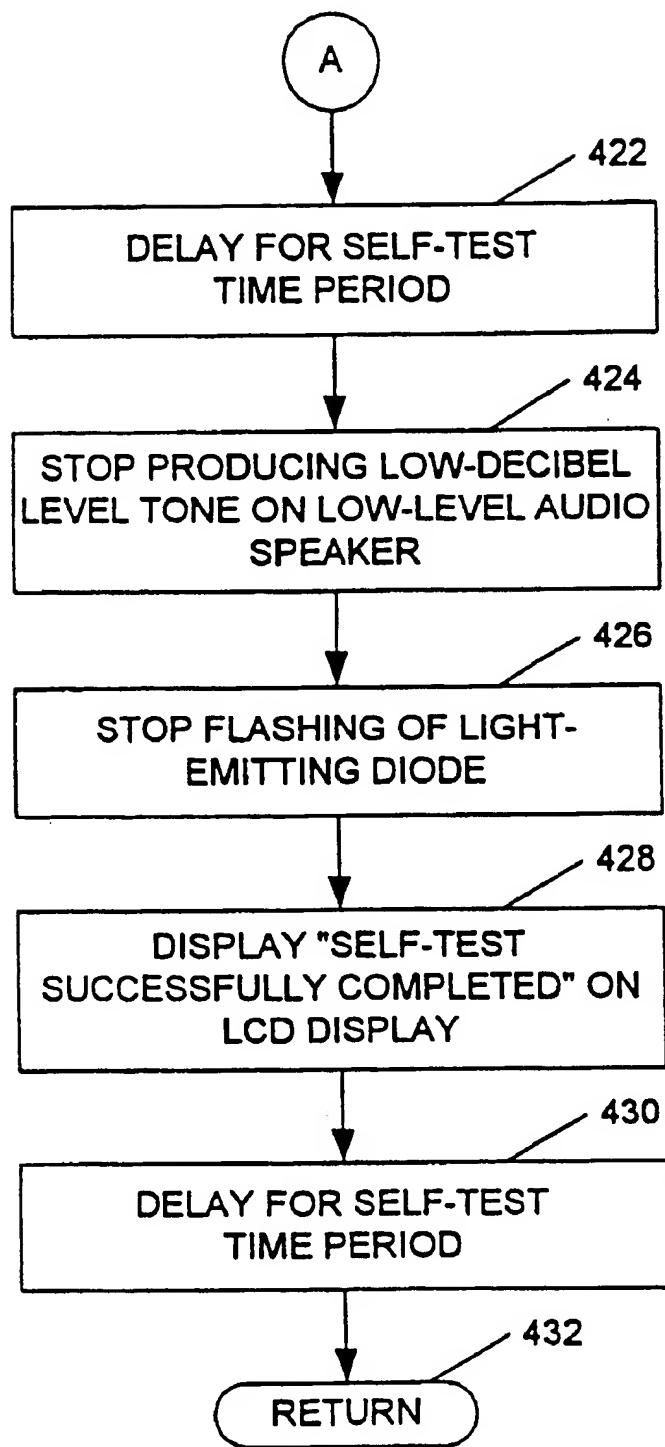 A
422
DELAY FOR SELF-TEST
TIME PERIOD
424
STOP PRODUCING LOW-DECIBEL
LEVEL TONE ON LOW-LEVEL AUDIO
SPEAKER
426
STOP FLASHING OF LIGHT-
EMITTING DIODE
428
DISPLAY "SELF-TEST
SUCCESSFULLY COMPLETED" ON
LCD DISPLAY
430
DELAY FOR SELF-TEST
TIME PERIOD
432
RETURN